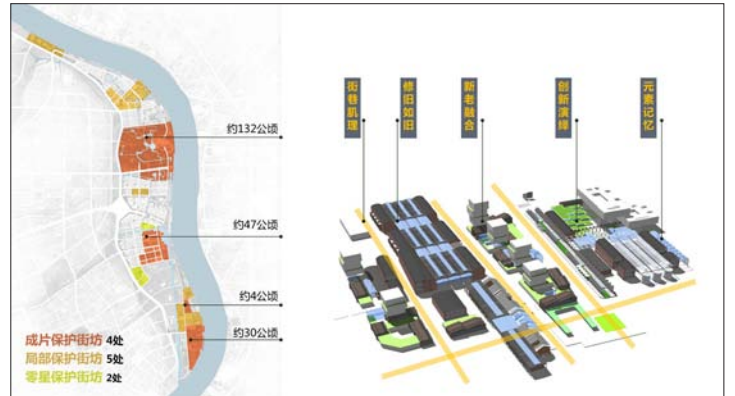 约132公顷
约47公顷
约4公顷
约30公顷
成片保护街坊 4处
局部保护街坊 5处
零星保护街坊 2处
街巷肌理
修旧如旧
新老融合
创新演绎
元素记忆